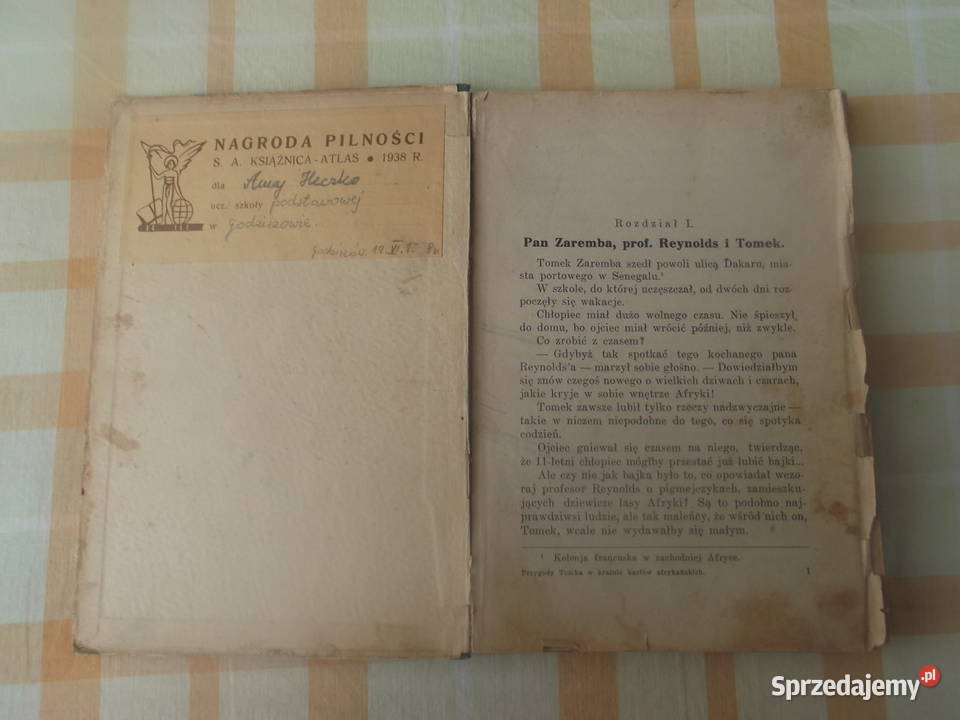 NAGRODA PILNOŚCI
S. A. KSIĄŻNICA-ATLAS • 1938 R.
dla Anny Heczko
ucz. szkoły podstawowej
w Godziszowie.
Rozdział I.
Pan Zaremba, prof. Reynolds i Tomek.
Tomek Zaremba szedł powoli ulicą Dakaru, mia-
sta portowego w Senegalu.¹
W szkole, do której uczęszczał, od dwóch dni roz-
poczęły się wakacje.
Chłopiec miał dużo wolnego czasu. Nie śpieszył
do domu, bo ojciec miał wrócić później, niż zwykle.
Co zrobić z czasem?
— Gdybyż tak spotkać tego kochanego pana
Reynolds'a — marzył sobie głośno. — Dowiedziałbym
się znów czegoś nowego o wielkich dziwach i czarach,
jakie kryje w sobie wnętrze Afryki!
Tomek zawsze lubił tylko rzeczy nadzwyczajne —
takie w niczem niepodobne do tego, co się spotyka
codzień.
Ojciec gniewał się czasem na niego, twierdząc,
że 11-letni chłopiec mógłby przestać już lubić bajki...
Ale czy nie jak bajka było to, co opowiadał wczo-
raj profesor Reynolds o pigmejczykach, zamieszku-
jących dziewicze lasy Afryki? Są to podobno naj-
prawdziwsi ludzie, ale tak maleńcy, że wśród nich on,
Tomek, wcale nie wydawałby się małym.
¹ Kolonja francuska w zachodniej Afryce.
Przygody Tomka w krainie karłów afrykańskich. 1
Sprzedajemy.pl